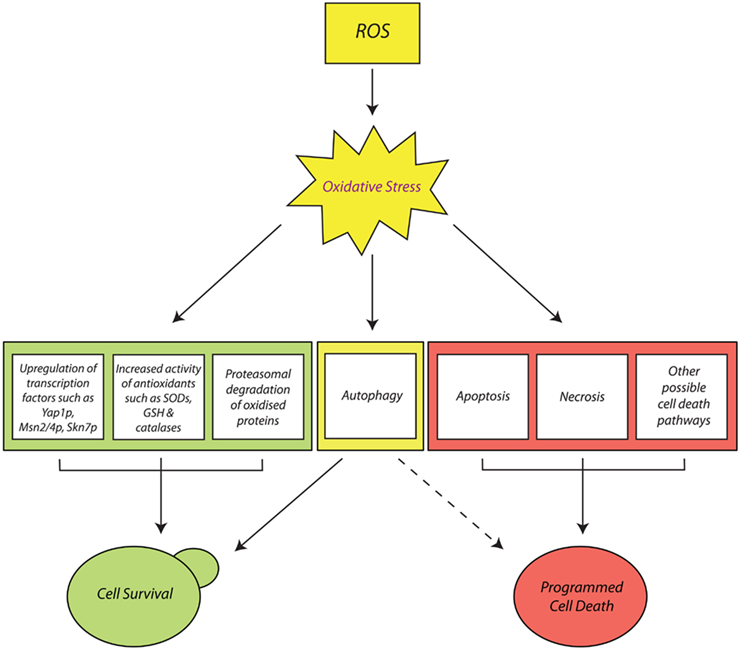 ROS
Oxidative Stress
Upregulation of
transcription
factors such as
Yap1p,
Msn2/4p, Skn7p
Increased activity
of antioxidants
such as SODs,
GSH &
catalases
Proteasomal
degradation
of oxidised
proteins
Autophagy
Apoptosis
Necrosis
Other
possible
cell death
pathways
Cell Survival
Programmed
Cell Death